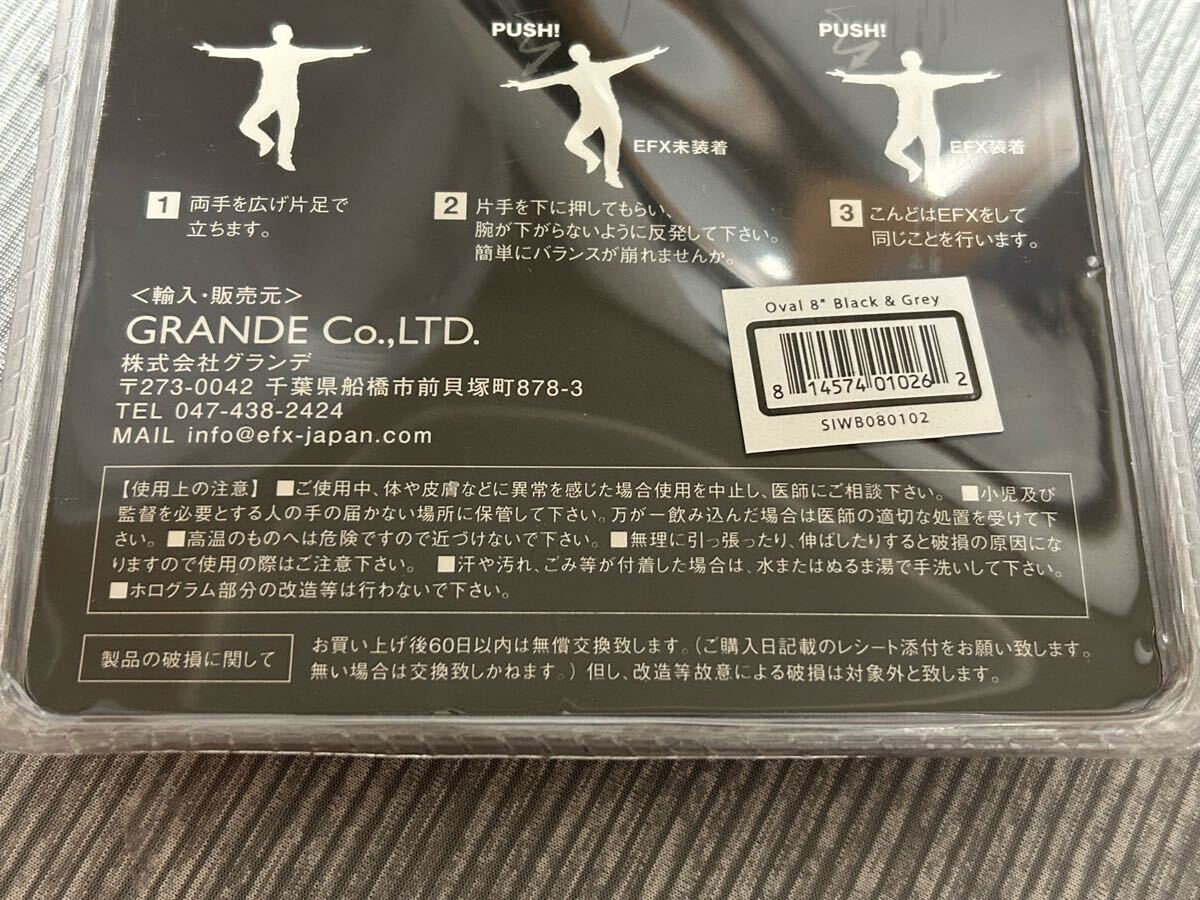 PUSH!
PUSH!
EFX未装着
EFX装着
1 両手を広げ片足で
立ちます。
2 片手を下に押してもらい、
腕が下がらないように反発して下さい。
簡単にバランスが崩れませんか。
3 こんどはEFXをして
同じことを行います。
＜輸入・販売元＞
GRANDE Co.,LTD.
株式会社グランデ
〒273-0042 千葉県船橋市前貝塚町878-3
TEL 047-438-2424
MAIL info@efx-japan.com
Oval 8" Black & Grey
8 14574 01026 2
SIWB080102
【使用上の注意】 ■ご使用中、体や皮膚などに異常を感じた場合使用を中止し、医師にご相談下さい。 ■小児及び
監督を必要とする人の手の届かない場所に保管して下さい。万が一飲み込んだ場合は医師の適切な処置を受けて下
さい。■高温のものへは危険ですので近づけないで下さい。 ■無理に引っ張ったり、伸ばしたりすると破損の原因にな
りますので使用の際はご注意下さい。 ■汗や汚れ、ごみ等が付着した場合は、水またはぬるま湯で手洗いして下さい。
■ホログラム部分の改造等は行わないで下さい。
製品の破損に関して
お買い上げ後60日以内は無償交換致します。（ご購入日記載のレシート添付をお願い致します。
無い場合は交換致しかねます。）但し、改造等故意による破損は対象外と致します。